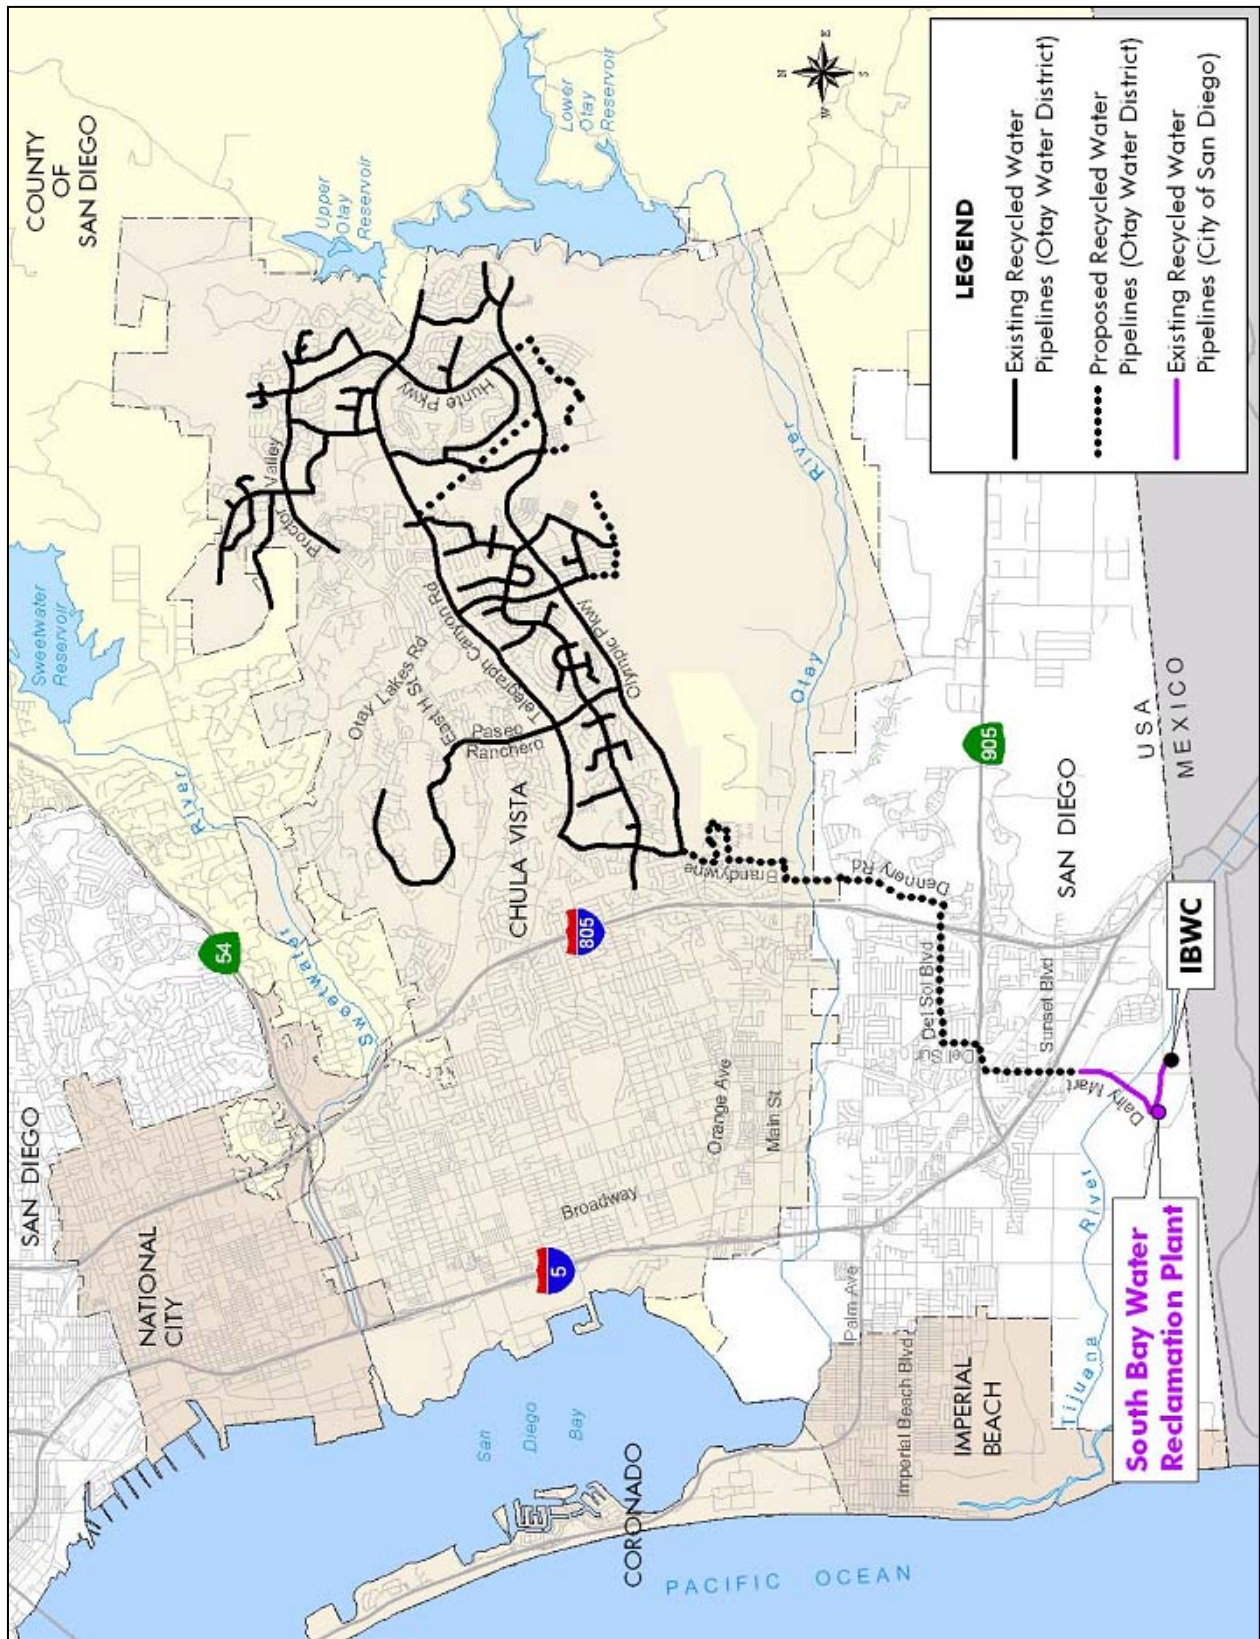 COUNTY
OF
SAN DIEGO
Upper
Otay
Reservoir
Lower
Otay
Reservoir
N
E
S
W
Sweetwater
Reservoir
Proctor Valley
Hunte Pkwy
Otay Lakes Rd
East H St
Telegraph Canyon Rd
Paseo
Ranchero
Olympic Pkwy
Otay River
Sweetwater River
SAN DIEGO
54
CHULA VISTA
805
Brandywine
Dennery Rd
905
SAN DIEGO
USA
MEXICO
NATIONAL
CITY
Broadway
Orange Ave
Main St
Del Sol Blvd
Del Sur
Sunset Blvd
Dairy Mart
IBWC
5
Palm Ave
Imperial Beach Blvd
IMPERIAL
BEACH
Tijuana River
South Bay Water
Reclamation Plant
San
Diego
Bay
CORONADO
PACIFIC OCEAN
LEGEND
Existing Recycled Water
Pipelines (Otay Water District)
Proposed Recycled Water
Pipelines (Otay Water District)
Existing Recycled Water
Pipelines (City of San Diego)